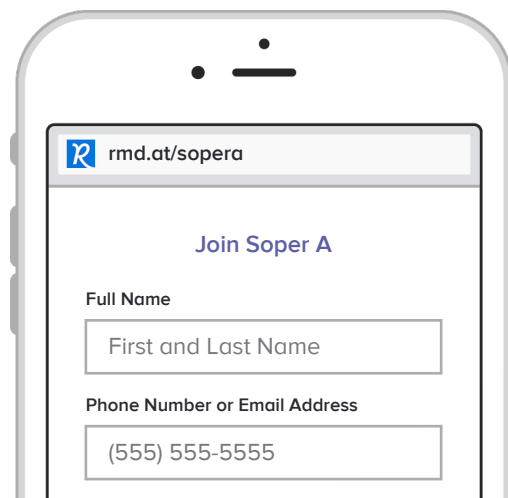 rmd.at/sopera
Join Soper A
Full Name
First and Last Name
Phone Number or Email Address
(555) 555-5555